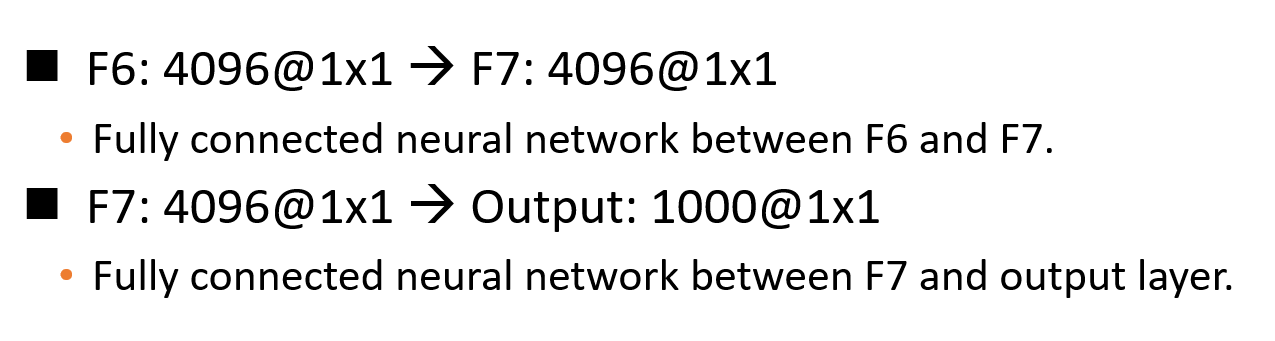 ■ F6: 4096@1x1 → F7: 4096@1x1
• Fully connected neural network between F6 and F7.
■ F7: 4096@1x1 → Output: 1000@1x1
• Fully connected neural network between F7 and output layer.